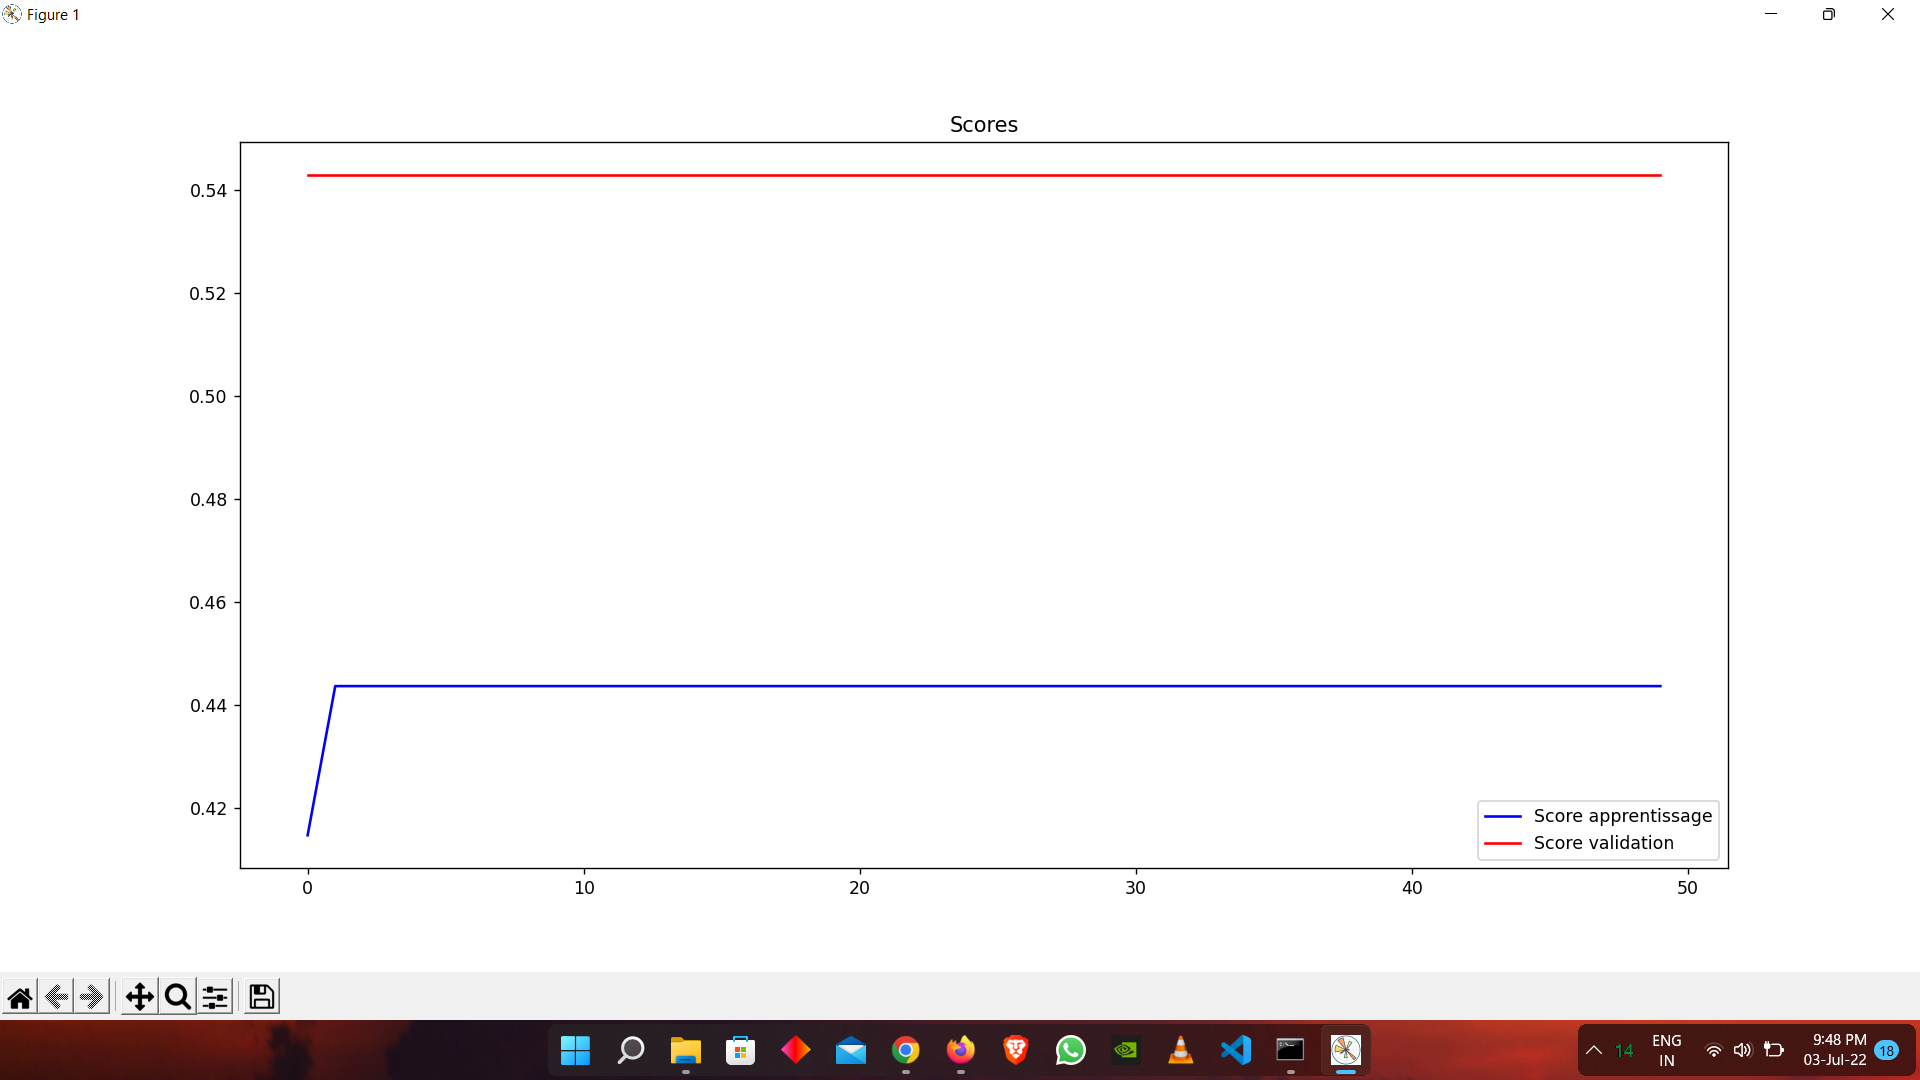 Figure 1
Scores
0.54
0.52
0.50
0.48
0.46
0.44
0.42
Score apprentissage
Score validation
0 10 20 30 40 50
14
ENG
IN
9:48 PM
03-Jul-22
18